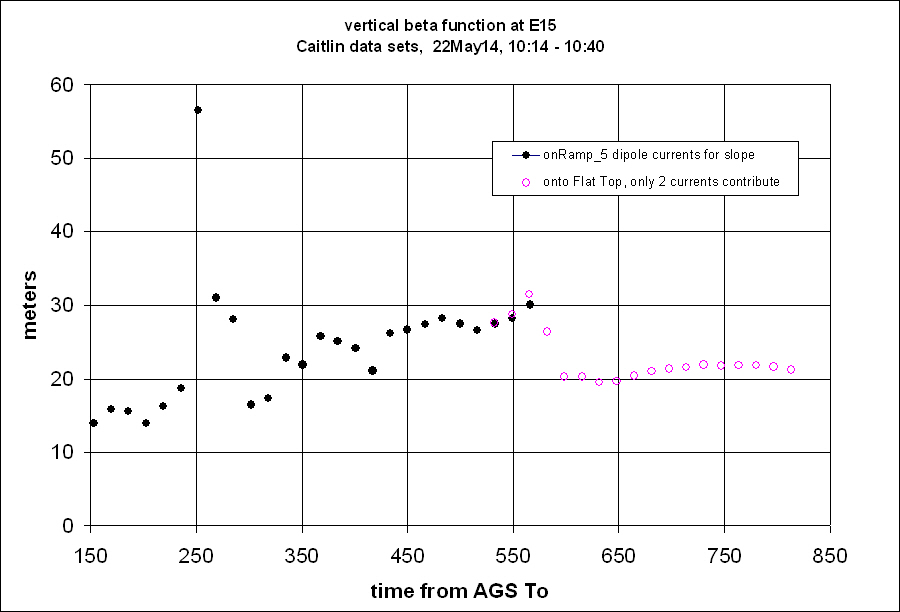 vertical beta function at E15
Caitlin data sets,  22May14, 10:14 - 10:40
60
50
40
30
20
10
0
meters
onRamp_5 dipole currents for slope
onto Flat Top, only 2 currents contribute
150 250 350 450 550 650 750 850
time from AGS To